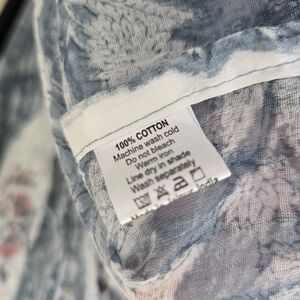 100% COTTON
Machine wash cold
Do not bleach
Warm iron
Line dry in shade
Wash separately
India